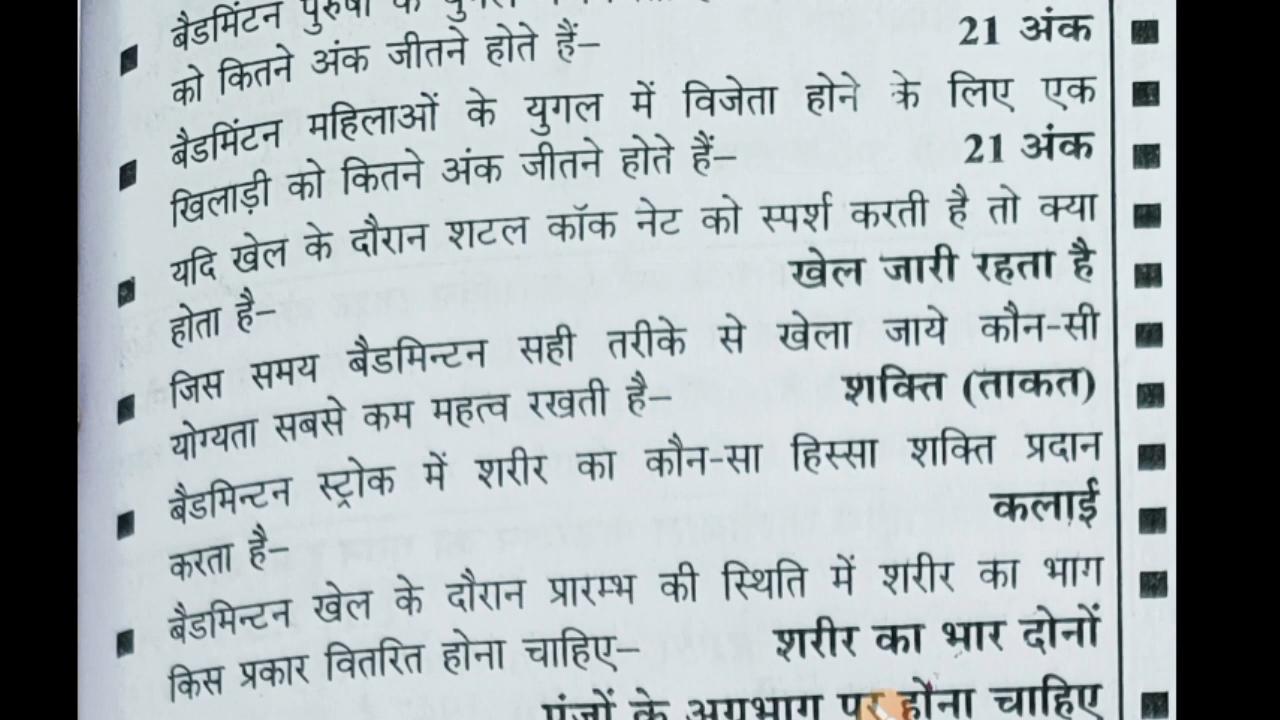 बैडमिंटन पुरुषों के युगल
को कितने अंक जीतने होते हैं– 21 अंक
बैडमिंटन महिलाओं के युगल में विजेता होने के लिए एक
खिलाड़ी को कितने अंक जीतने होते हैं– 21 अंक
यदि खेल के दौरान शटल कॉक नेट को स्पर्श करती है तो क्या
होता है– खेल जारी रहता है
जिस समय बैडमिन्टन सही तरीके से खेला जाये कौन-सी
योग्यता सबसे कम महत्व रखती है– शक्ति (ताकत)
बैडमिन्टन स्ट्रोक में शरीर का कौन-सा हिस्सा शक्ति प्रदान
करता है– कलाई
बैडमिन्टन खेल के दौरान प्रारम्भ की स्थिति में शरीर का भाग
किस प्रकार वितरित होना चाहिए– शरीर का भार दोनों
पंजों के अग्रभाग पर होना चाहिए